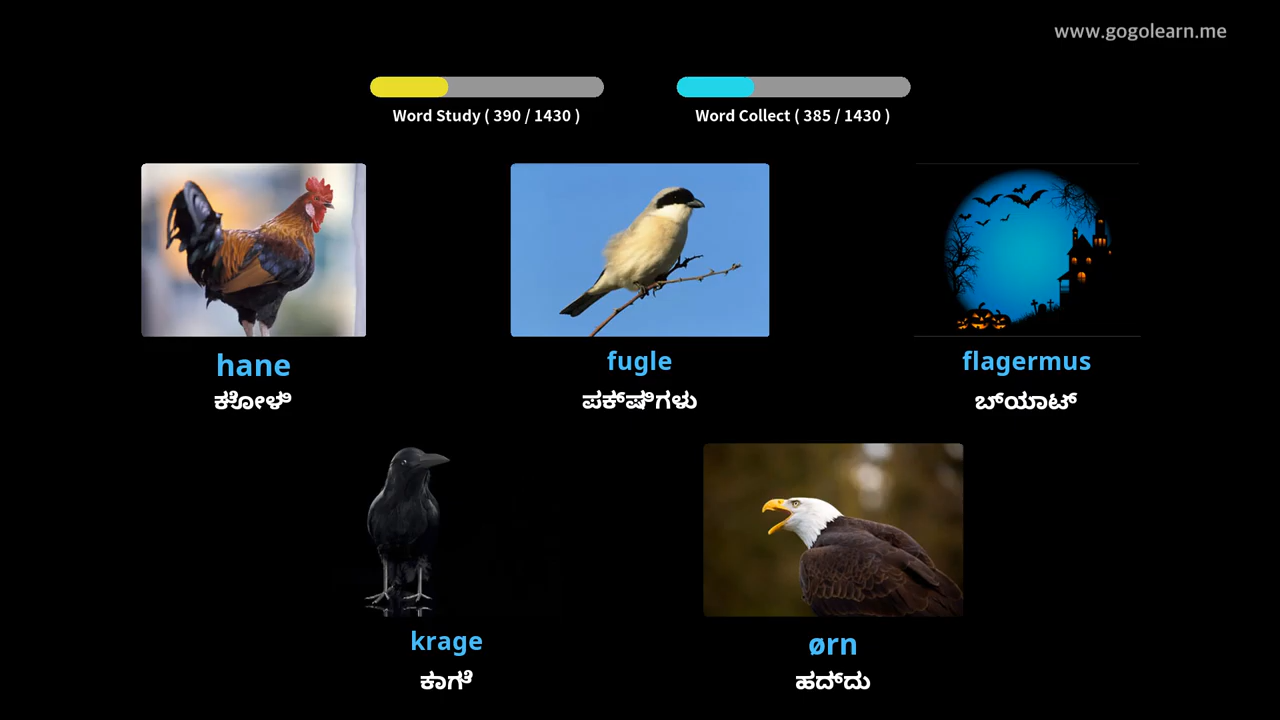 www.gogolearn.me
Word Study ( 390 / 1430 )
Word Collect ( 385 / 1430 )
hane
ಕೋಳಿ
fugle
ಪಕ್ಷಿಗಳು
flagermus
ಬ್ಯಾಟ್
krage
ಕಾಗೆ
ørn
ಹದ್ದು